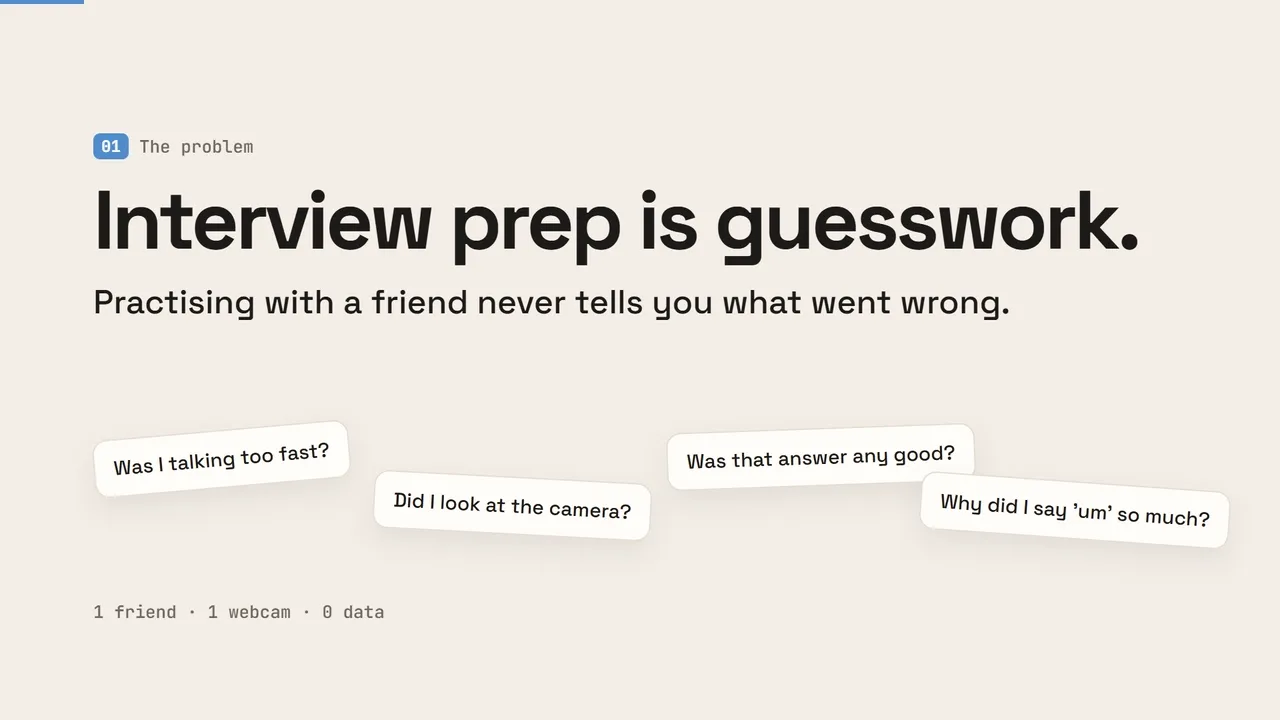 01 The problem
Interview prep is guesswork.
Practising with a friend never tells you what went wrong.
Was I talking too fast?
Did I look at the camera?
Was that answer any good?
Why did I say ’um’ so much?
1 friend · 1 webcam · 0 data